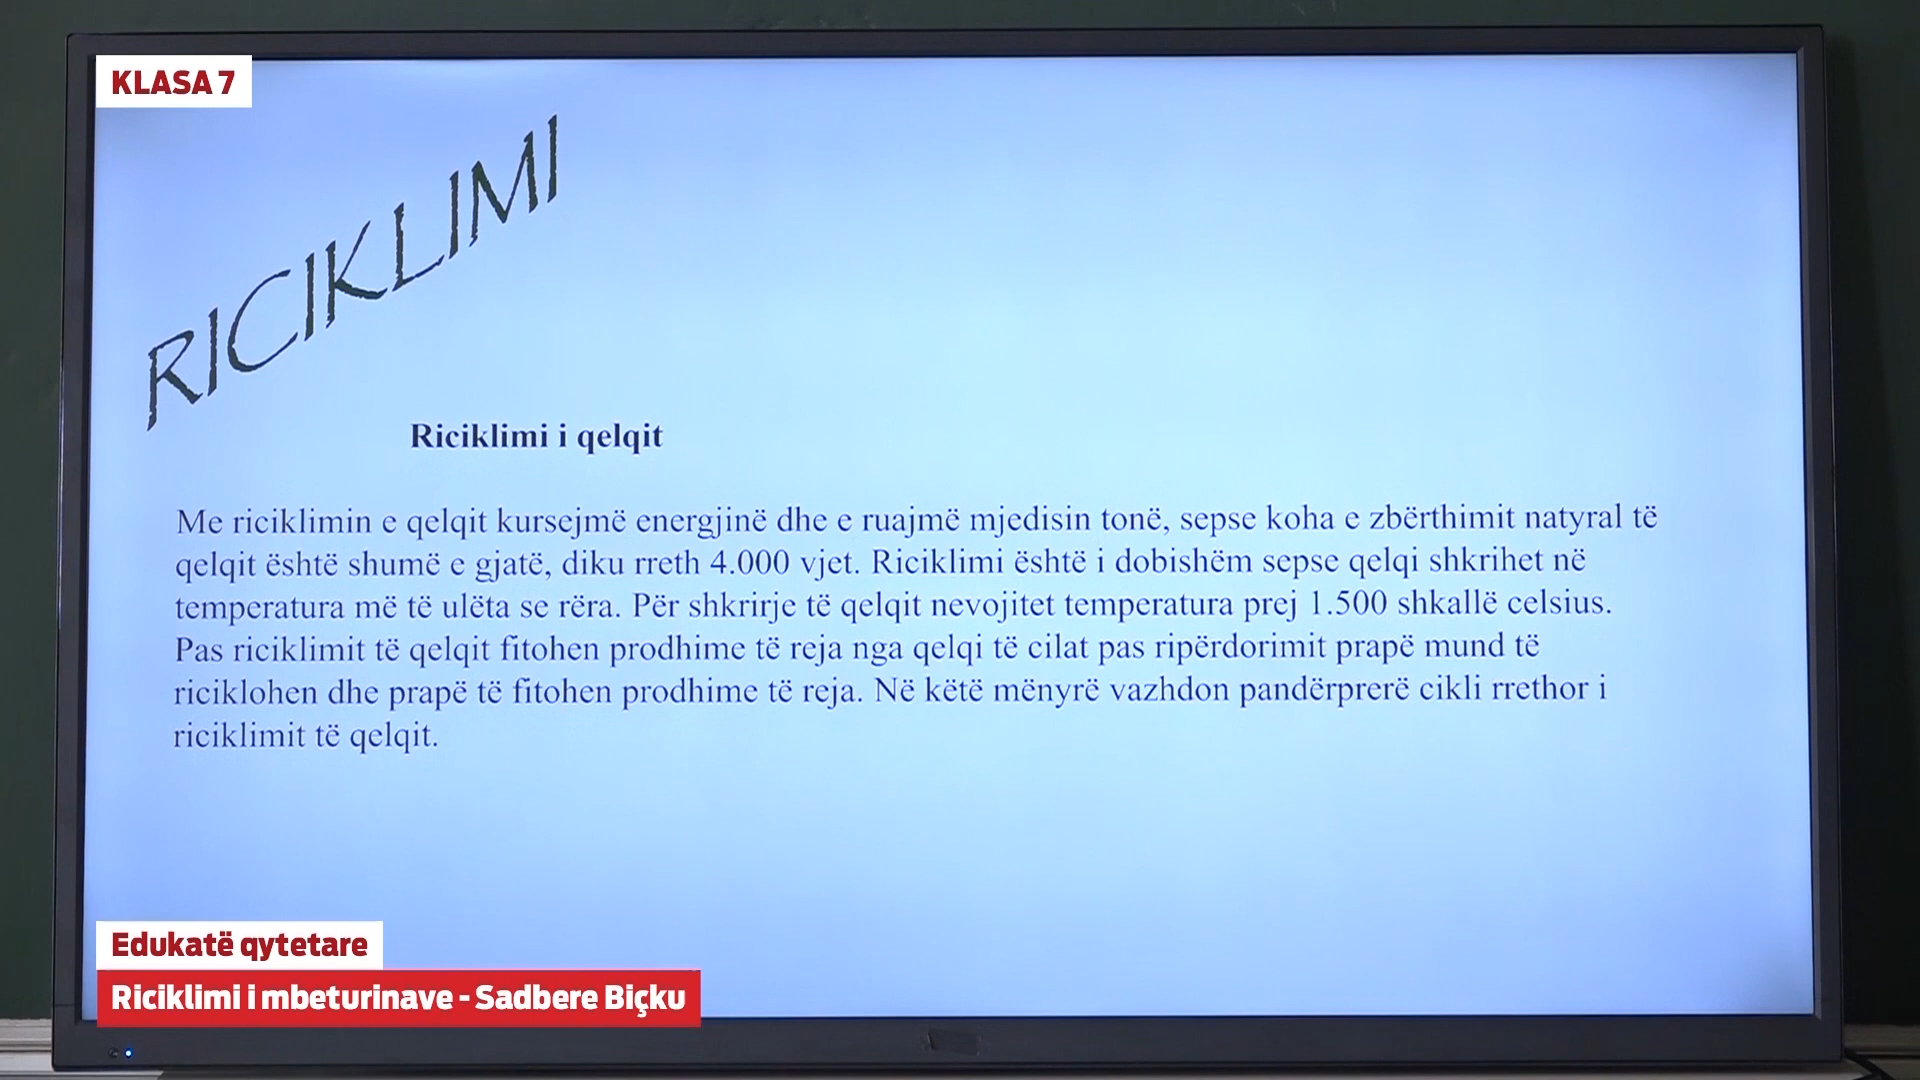 KLASA 7
RICIKLIMI
Riciklimi i qelqit
Me riciklimin e qelqit kursejmë energjinë dhe e ruajmë mjedisin tonë, sepse koha e zbërthimit natyral të
qelqit është shumë e gjatë, diku rreth 4.000 vjet. Riciklimi është i dobishëm sepse qelqi shkrihet në
temperatura më të ulëta se rëra. Për shkrirje të qelqit nevojitet temperatura prej 1.500 shkallë celsius.
Pas riciklimit të qelqit fitohen prodhime të reja nga qelqi të cilat pas ripërdorimit prapë mund të
riciklohen dhe prapë të fitohen prodhime të reja. Në këtë mënyrë vazhdon pandërprerë cikli rrethor i
riciklimit të qelqit.
Edukatë qytetare
Riciklimi i mbeturinave - Sadbere Biçku